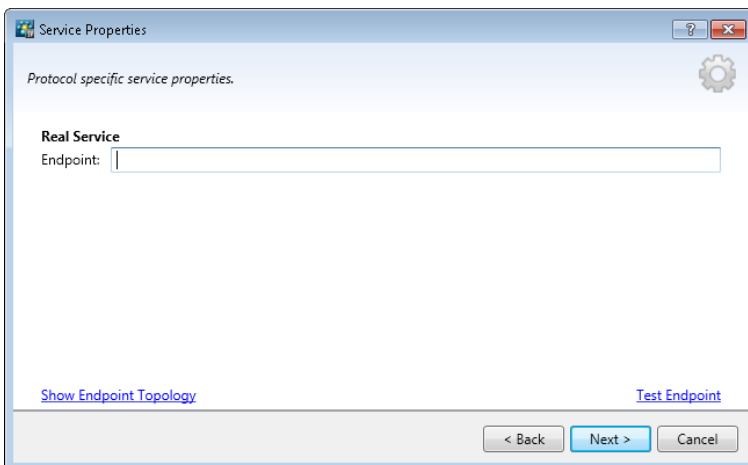 Service Properties
?
Protocol specific service properties.
Real Service
Endpoint:
Show Endpoint Topology
Test Endpoint
< Back
Next >
Cancel